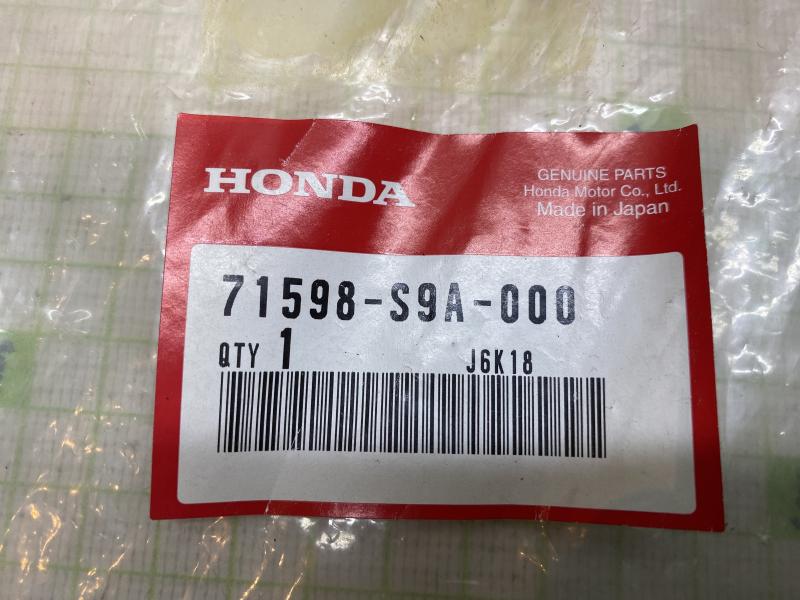 HONDA
GENUINE PARTS
Honda Motor Co., Ltd.
Made in Japan
71598-S9A-000
QTY 1 J6K18